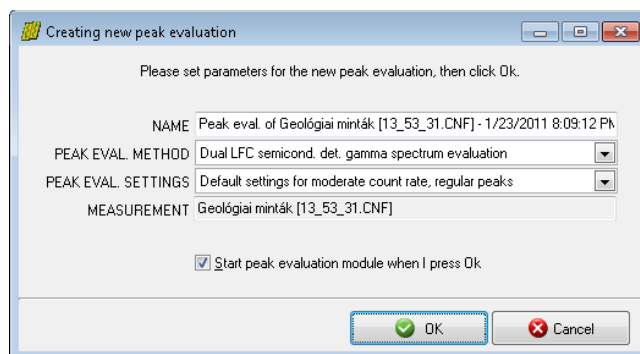 Creating new peak evaluation
Please set parameters for the new peak evaluation, then click Ok.
NAME Peak eval. of Geológiai minták [13_53_31.CNF] - 1/23/2011 8:09:12 PM
PEAK EVAL. METHOD Dual LFC semicond. det. gamma spectrum evaluation
PEAK EVAL. SETTINGS Default settings for moderate count rate, regular peaks
MEASUREMENT Geológiai minták [13_53_31.CNF]
Start peak evaluation module when I press Ok
OK Cancel